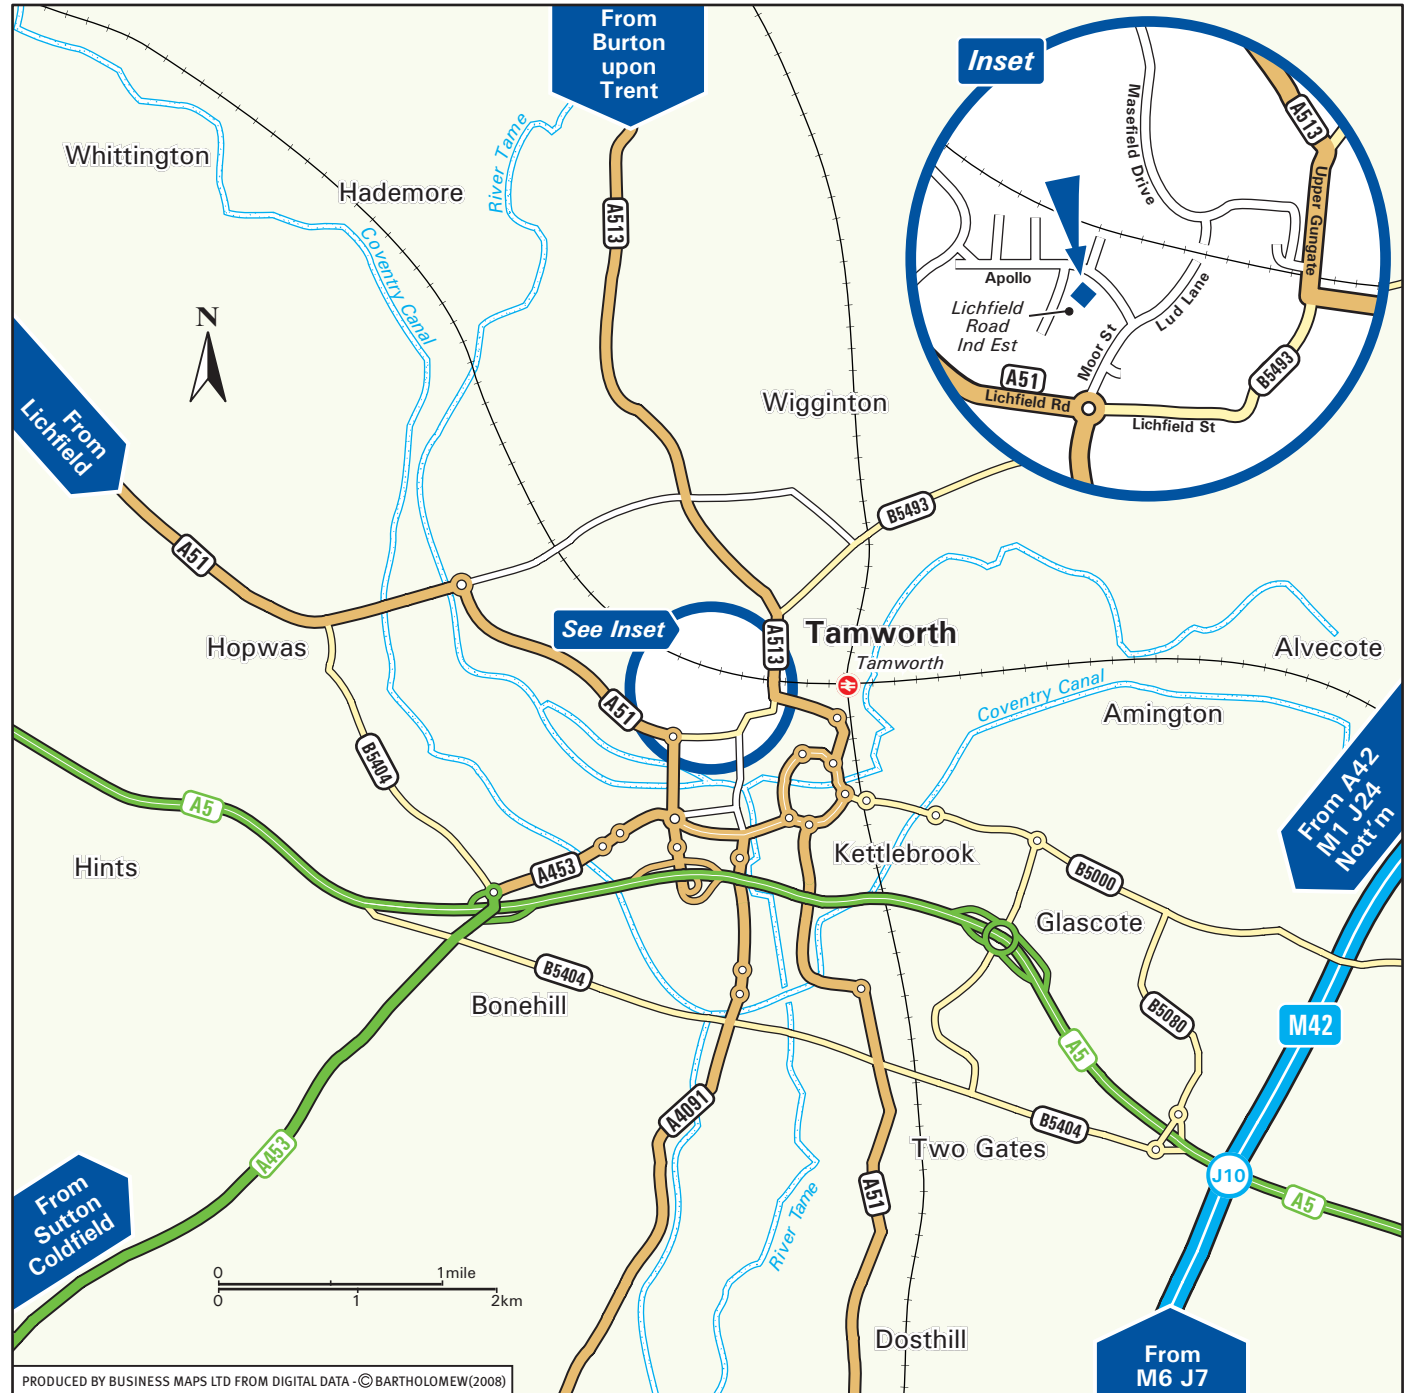 From
Burton
upon
Trent
Inset
A513
Masefield Drive
Upper Gungate
Apollo
Lichfield
Road
Ind Est
Lud Lane
Moor St
A51
Lichfield Rd
B5493
Lichfield St
Whittington
Hademore
River Tame
A513
Coventry Canal
N
From
Lichfield
Wigginton
B5493
A51
See Inset
A513
Tamworth
Tamworth
Hopwas
Alvecote
A51
Coventry Canal
Amington
B5404
A5
From A42
M1 J24
Nott'm
Hints
A453
Kettlebrook
B5000
Glascote
B5404
Bonehill
B5080
M42
A5
A4091
B5404
Two Gates
A453
J10
A5
A51
From
Sutton
Coldfield
River Tame
0 1mile
0 1 2km
Dosthill
From
M6 J7
PRODUCED BY BUSINESS MAPS LTD FROM DIGITAL DATA - © BARTHOLOMEW(2008)